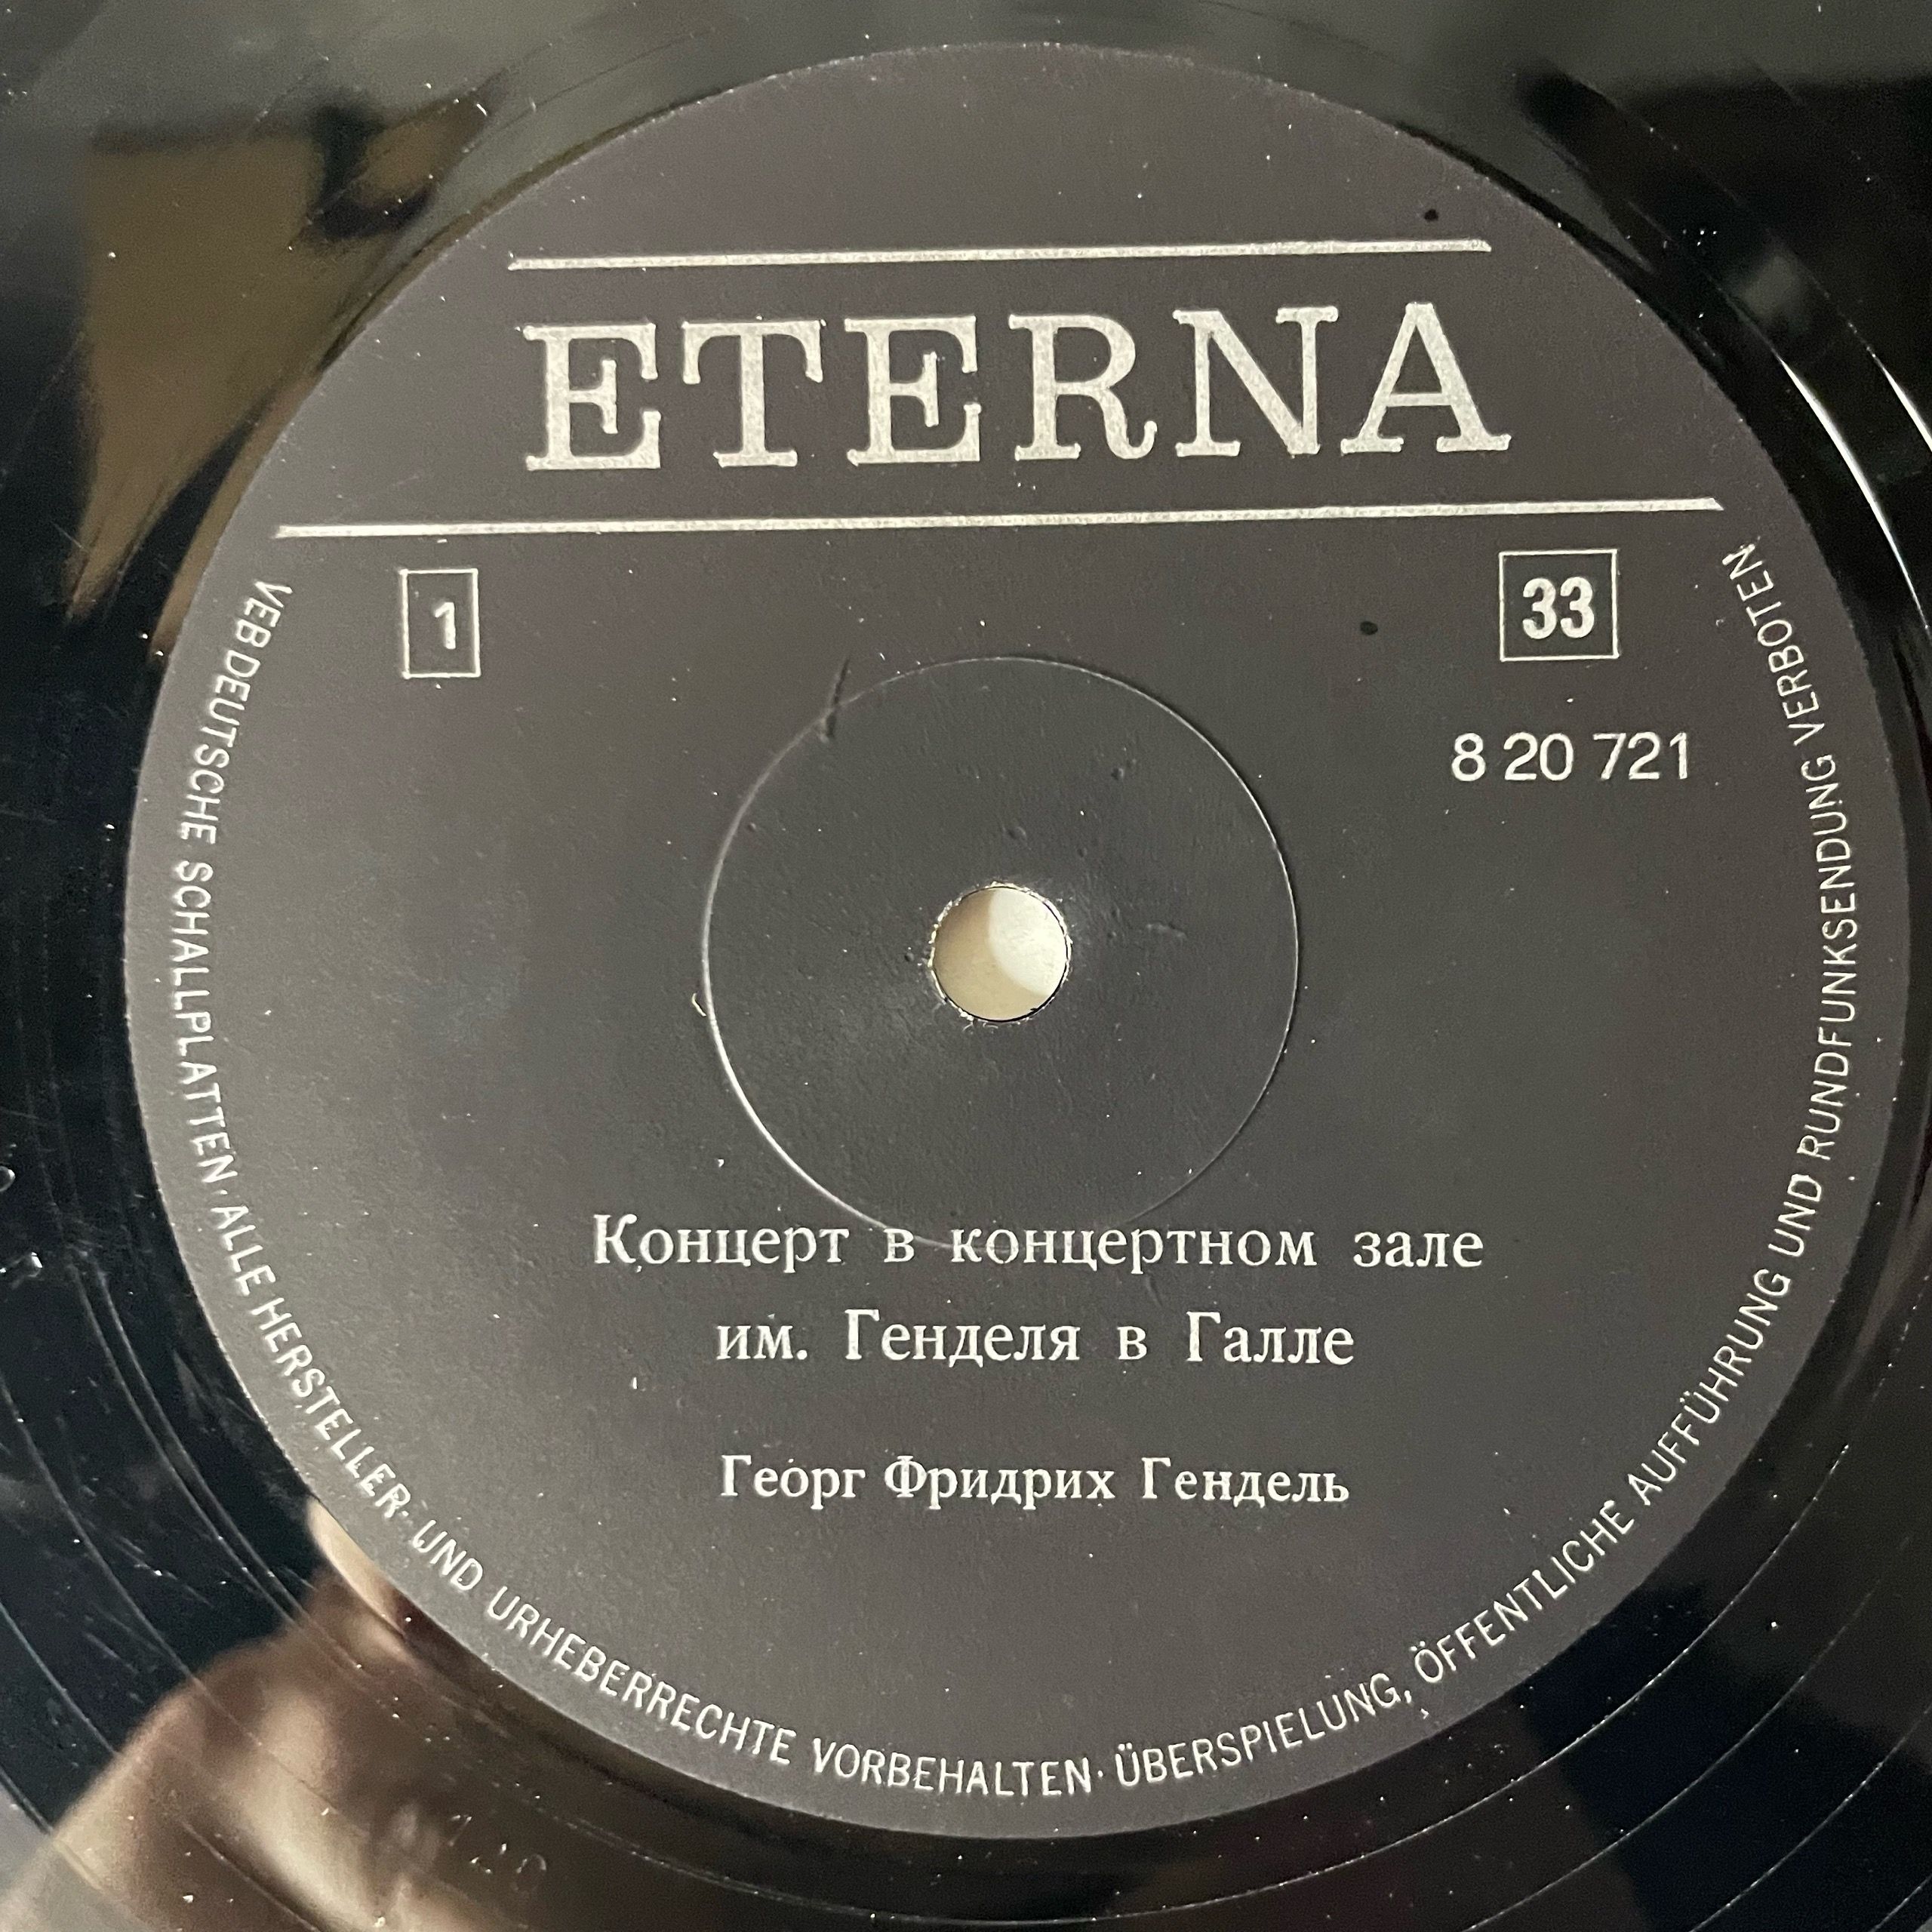 ETERNA
1
33
8 20 721
Концерт в концертном зале
им. Генделя в Галле
Георг Фридрих Гендель
VEB DEUTSCHE SCHALLPLATTEN · ALLE HERSTELLER- UND URHEBERRECHTE VORBEHALTEN · ÜBERSPIELUNG, ÖFFENTLICHE AUFFÜHRUNG UND RUNDFUNKSENDUNG VERBOTEN